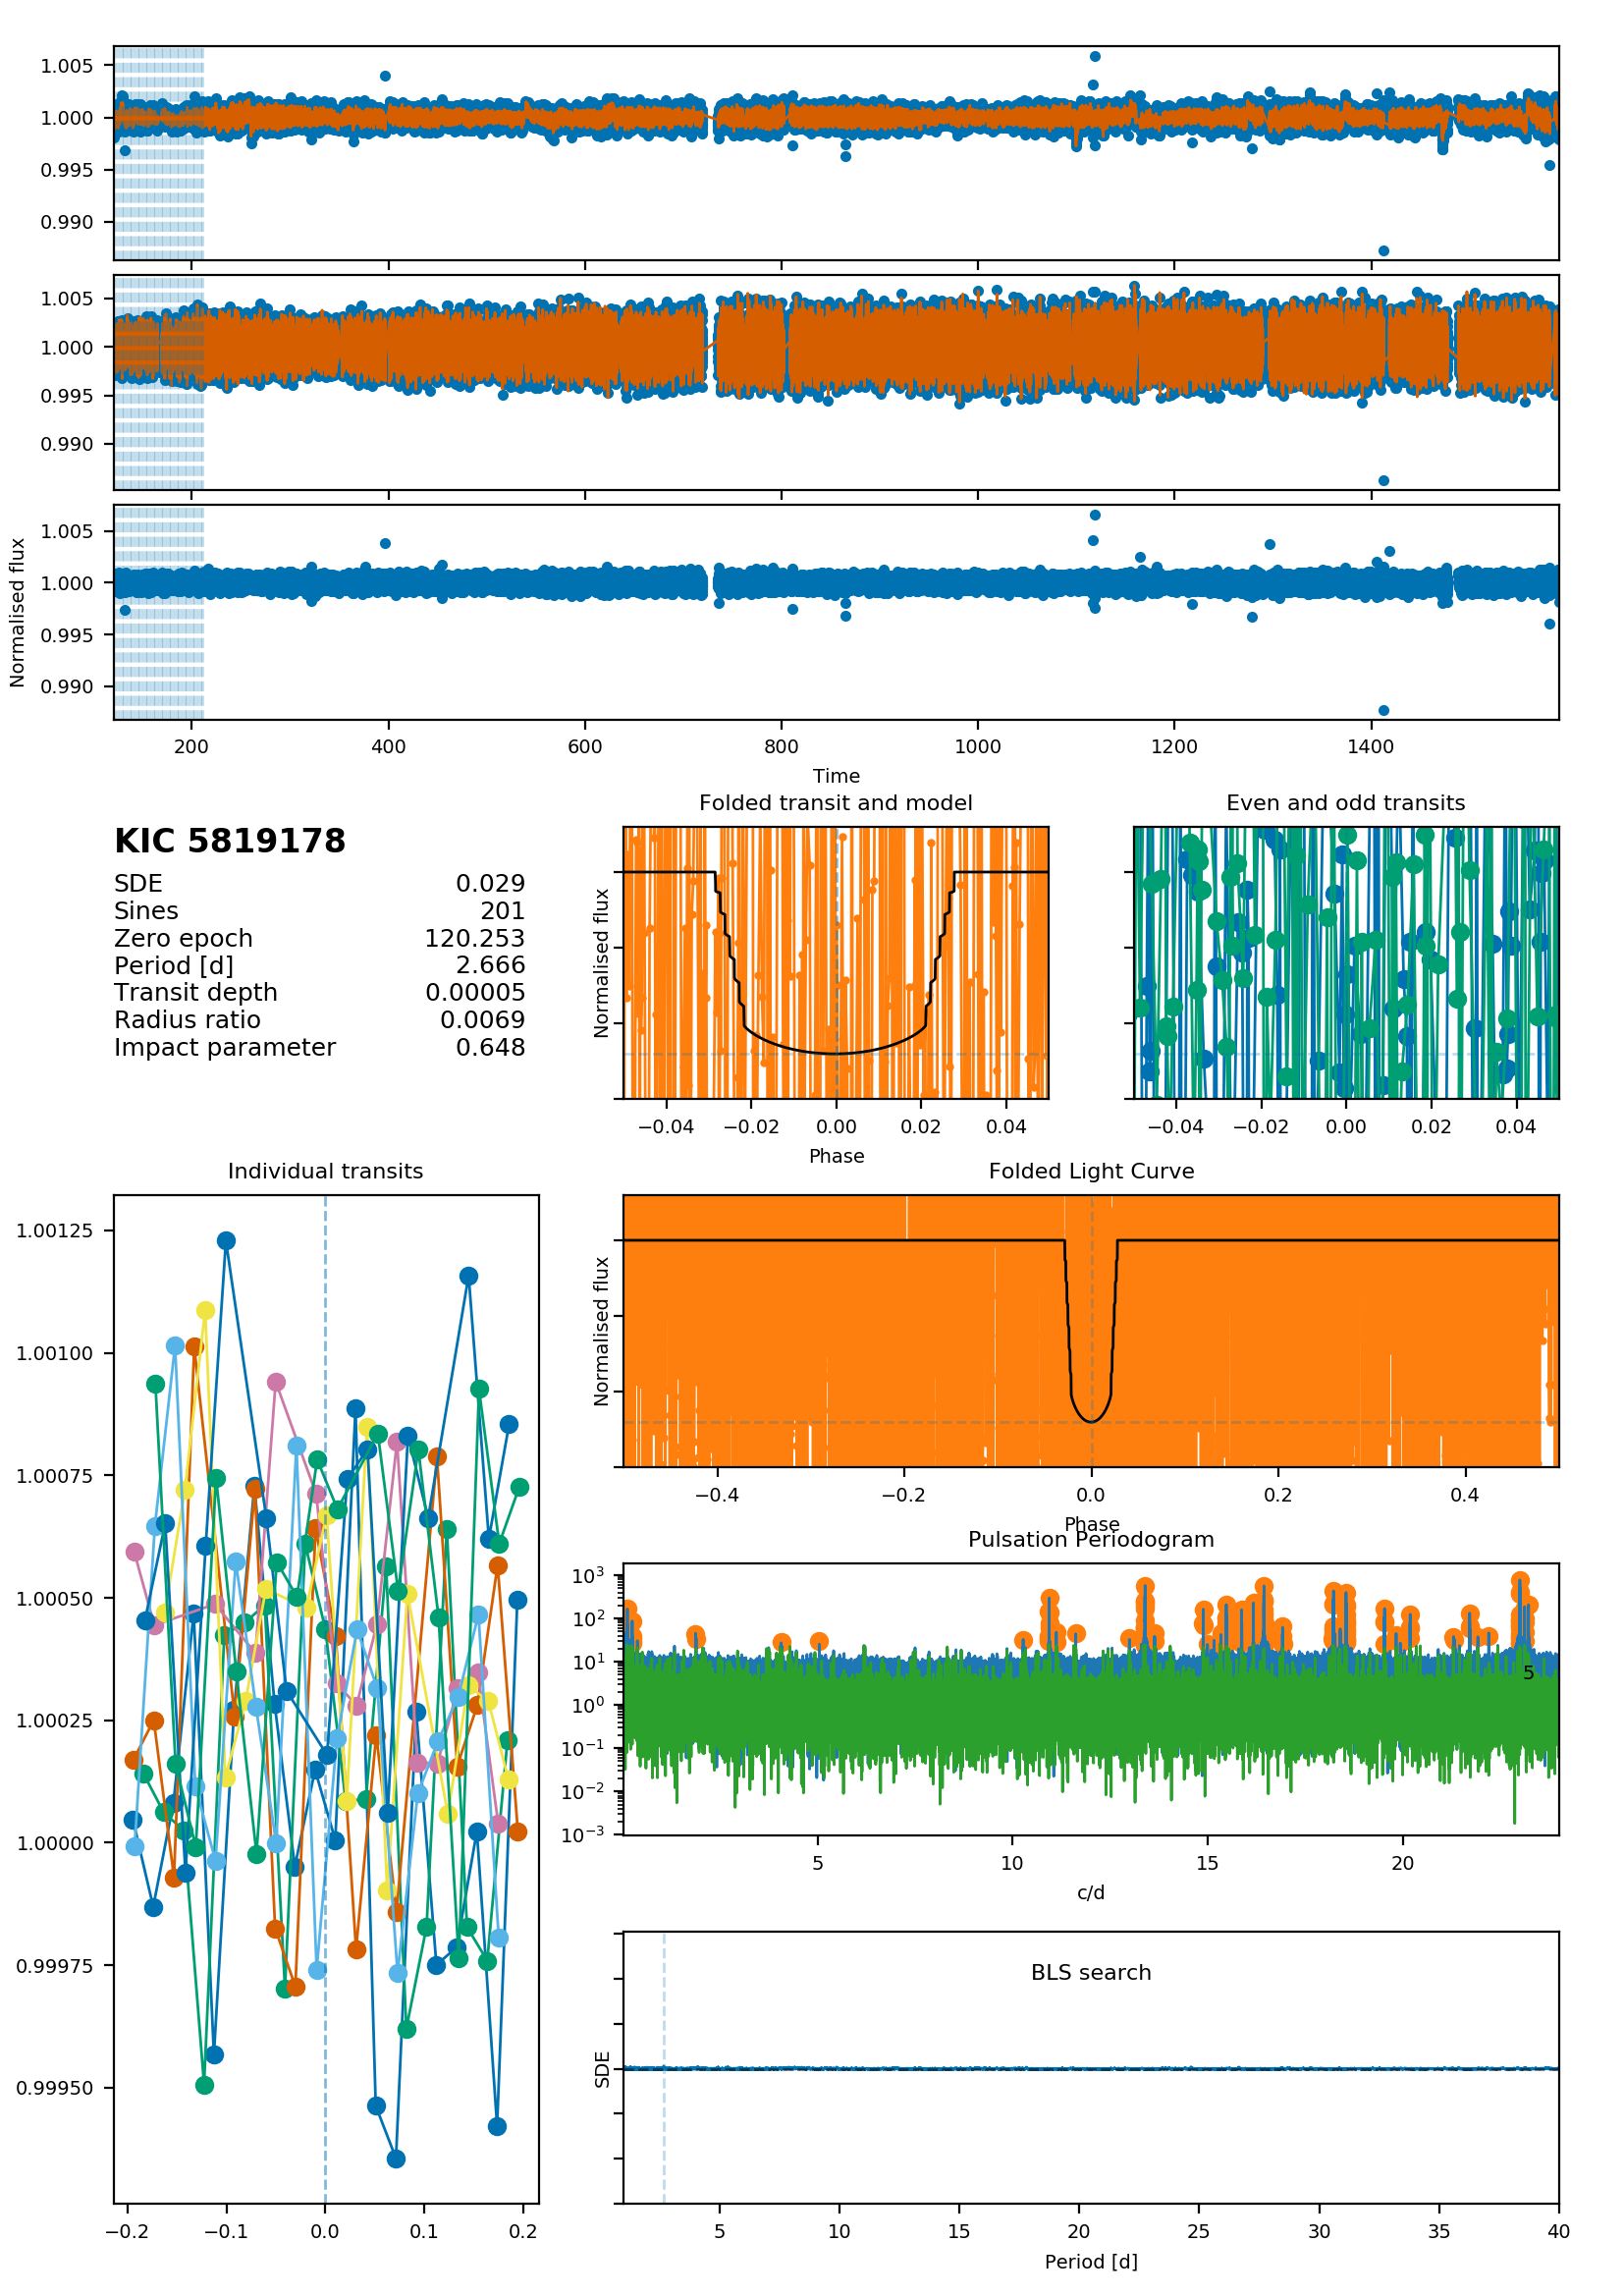 1.005
1.000
0.995
0.990
1.005
1.000
0.995
0.990
1.005
1.000
0.995
0.990
Normalised flux
200 400 600 800 1000 1200 1400
Time
KIC 5819178
SDE 0.029
Sines 201
Zero epoch 120.253
Period [d] 2.666
Transit depth 0.00005
Radius ratio 0.0069
Impact parameter 0.648
Folded transit and model
Normalised flux
−0.04 −0.02 0.00 0.02 0.04
Phase
Even and odd transits
−0.04 −0.02 0.00 0.02 0.04
Individual transits
1.00125
1.00100
1.00075
1.00050
1.00025
1.00000
0.99975
0.99950
−0.2 −0.1 0.0 0.1 0.2
Folded Light Curve
Normalised flux
−0.4 −0.2 0.0 0.2 0.4
Phase
Pulsation Periodogram
10³
10²
10¹
10⁰
10⁻¹
10⁻²
10⁻³
5
5 10 15 20
c/d
BLS search
SDE
5 10 15 20 25 30 35 40
Period [d]